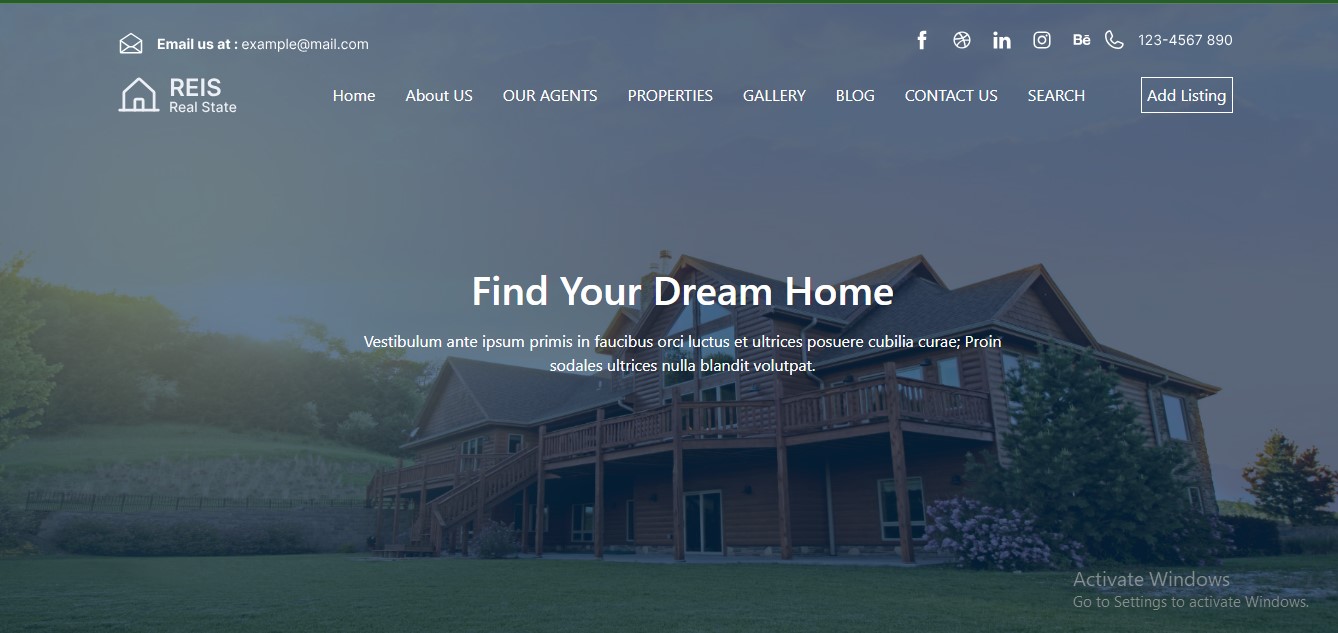 Email us at : example@mail.com
Bē 123-4567 890
REIS
Real State
Home About US OUR AGENTS PROPERTIES GALLERY BLOG CONTACT US SEARCH Add Listing
Find Your Dream Home
Vestibulum ante ipsum primis in faucibus orci luctus et ultrices posuere cubilia curae; Proin
sodales ultrices nulla blandit volutpat.
Activate Windows
Go to Settings to activate Windows.